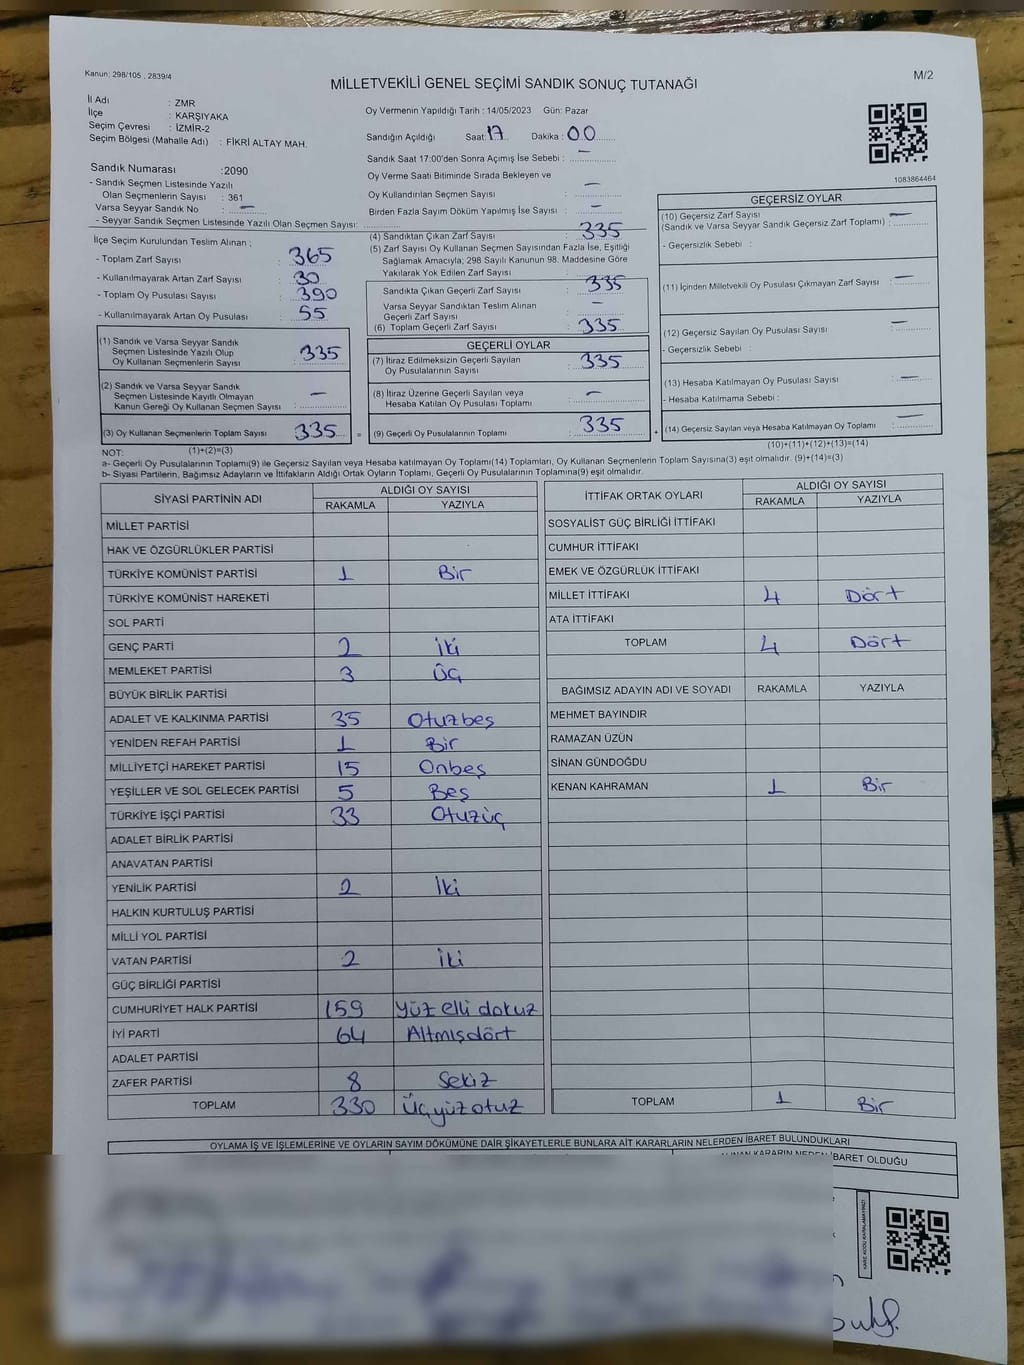 Kanun; 298/105 , 2839/4
MİLLETVEKİLİ GENEL SEÇİMİ SANDIK SONUÇ TUTANAĞI
M/2
İl Adı : ZMR
İlçe : KARŞIYAKA
Seçim Çevresi : İZMİR-2
Seçim Bölgesi (Mahalle Adı) : FİKRİ ALTAY MAH.
Oy Vermenin Yapıldığı Tarih : 14/05/2023 Gün: Pazar
Sandığın Açıldığı Saat: 17 Dakika : 00
Sandık Saat 17:00'den Sonra Açmış İse Sebebi : —
Oy Verme Saati Bitiminde Sırada Bekleyen ve
Oy Kullandırılan Seçmen Sayısı —
Birden Fazla Sayım Döküm Yapılmış İse Sayısı : —
1083864464
Sandık Numarası :2090
- Sandık Seçmen Listesinde Yazılı
Olan Seçmenlerin Sayısı : 361
Varsa Seyyar Sandık No : —
- Seyyar Sandık Seçmen Listesinde Yazılı Olan Seçmen Sayısı:
İlçe Seçim Kurulundan Teslim Alınan ;
- Toplam Zarf Sayısı : 365
- Kullanılmayarak Artan Zarf Sayısı : 30
- Toplam Oy Pusulası Sayısı : 390
- Kullanılmayarak Artan Oy Pusulası : 55
(1) Sandık ve Varsa Seyyar Sandık
Seçmen Listesinde Yazılı Olup
Oy Kullanan Seçmenlerin Sayısı : 335
(2) Sandık ve Varsa Seyyar Sandık
Seçmen Listesinde Kayıtlı Olmayan
Kanun Gereği Oy Kullanan Seçmen Sayısı : —
(3) Oy Kullanan Seçmenlerin Toplam Sayısı : 335
(4) Sandıktan Çıkan Zarf Sayısı : 335
(5) Zarf Sayısı Oy Kullanan Seçmen Sayısından Fazla İse, Eşitliği
Sağlamak Amacıyla; 298 Sayılı Kanunun 98. Maddesine Göre
Yakılarak Yok Edilen Zarf Sayısı :
Sandıkta Çıkan Geçerli Zarf Sayısı : 335
Varsa Seyyar Sandıktan Teslim Alınan
Geçerli Zarf Sayısı : —
(6) Toplam Geçerli Zarf Sayısı : 335
GEÇERLİ OYLAR
(7) İtiraz Edilmeksizin Geçerli Sayılan
Oy Pusulalarının Sayısı : 335
(8) İtiraz Üzerine Geçerli Sayılan veya
Hesaba Katılan Oy Pusulası Toplamı : —
= (9) Geçerli Oy Pusulalarının Toplamı : 335 +
GEÇERSİZ OYLAR
(10) Geçersiz Zarf Sayısı
(Sandık ve Varsa Seyyar Sandık Geçersiz Zarf Toplamı) : —
- Geçersizlik Sebebi :
(11) İçinden Milletvekili Oy Pusulası Çıkmayan Zarf Sayısı : —
(12) Geçersiz Sayılan Oy Pusulası Sayısı : —
- Geçersizlik Sebebi :
(13) Hesaba Katılmayan Oy Pusulası Sayısı : —
- Hesaba Katılmama Sebebi :
(14) Geçersiz Sayılan veya Hesaba Katılmayan Oy Toplamı : —
NOT: (1)+(2)=(3) (10)+(11)+(12)+(13)=(14)
a- Geçerli Oy Pusulalarının Toplamı(9) ile Geçersiz Sayılan veya Hesaba katılmayan Oy Toplamı(14) Toplamları, Oy Kullanan Seçmenlerin Toplam Sayısına(3) eşit olmalıdır. (9)+(14)=(3)
b- Siyasi Partilerin, Bağımsız Adayların ve İttifakların Aldığı Oyların Toplamı, Geçerli Oy Pusulalarının Toplamına(9) eşit olmalıdır.
SİYASİ PARTİNİN ADI ALDIĞI OY SAYISI
RAKAMLA YAZIYLA
MİLLET PARTİSİ
HAK VE ÖZGÜRLÜKLER PARTİSİ
TÜRKİYE KOMÜNİST PARTİSİ 1 Bir
TÜRKİYE KOMÜNİST HAREKETİ
SOL PARTİ
GENÇ PARTİ 2 İki
MEMLEKET PARTİSİ 3 Üç
BÜYÜK BİRLİK PARTİSİ
ADALET VE KALKINMA PARTİSİ 35 Otuzbeş
YENİDEN REFAH PARTİSİ 1 Bir
MİLLİYETÇİ HAREKET PARTİSİ 15 Onbeş
YEŞİLLER VE SOL GELECEK PARTİSİ 5 Beş
TÜRKİYE İŞÇİ PARTİSİ 33 Otuzüç
ADALET BİRLİK PARTİSİ
ANAVATAN PARTİSİ
YENİLİK PARTİSİ 2 İki
HALKIN KURTULUŞ PARTİSİ
MİLLİ YOL PARTİSİ
VATAN PARTİSİ 2 İki
GÜÇ BİRLİĞİ PARTİSİ
CUMHURİYET HALK PARTİSİ 159 Yüz elli dokuz
İYİ PARTİ 64 Altmışdört
ADALET PARTİSİ
ZAFER PARTİSİ 8 Sekiz
TOPLAM 330 Üçyüzotuz
İTTİFAK ORTAK OYLARI ALDIĞI OY SAYISI
RAKAMLA YAZIYLA
SOSYALİST GÜÇ BİRLİĞİ İTTİFAKI
CUMHUR İTTİFAKI
EMEK VE ÖZGÜRLÜK İTTİFAKI
MİLLET İTTİFAKI 4 Dört
ATA İTTİFAKI
TOPLAM 4 Dört
BAĞIMSIZ ADAYIN ADI VE SOYADI RAKAMLA YAZIYLA
MEHMET BAYINDIR
RAMAZAN ÜZÜN
SİNAN GÜNDOĞDU
KENAN KAHRAMAN 1 Bir
TOPLAM 1 Bir
OYLAMA İŞ VE İŞLEMLERİNE VE OYLARIN SAYIM DÖKÜMÜNE DAİR ŞİKAYETLERLE BUNLARA AİT KARARLARIN NELERDEN İBARET BULUNDUKLARI
KARARIN NEDEN İBARET OLDUĞU
KARE KODU KARALAMAYINIZ!